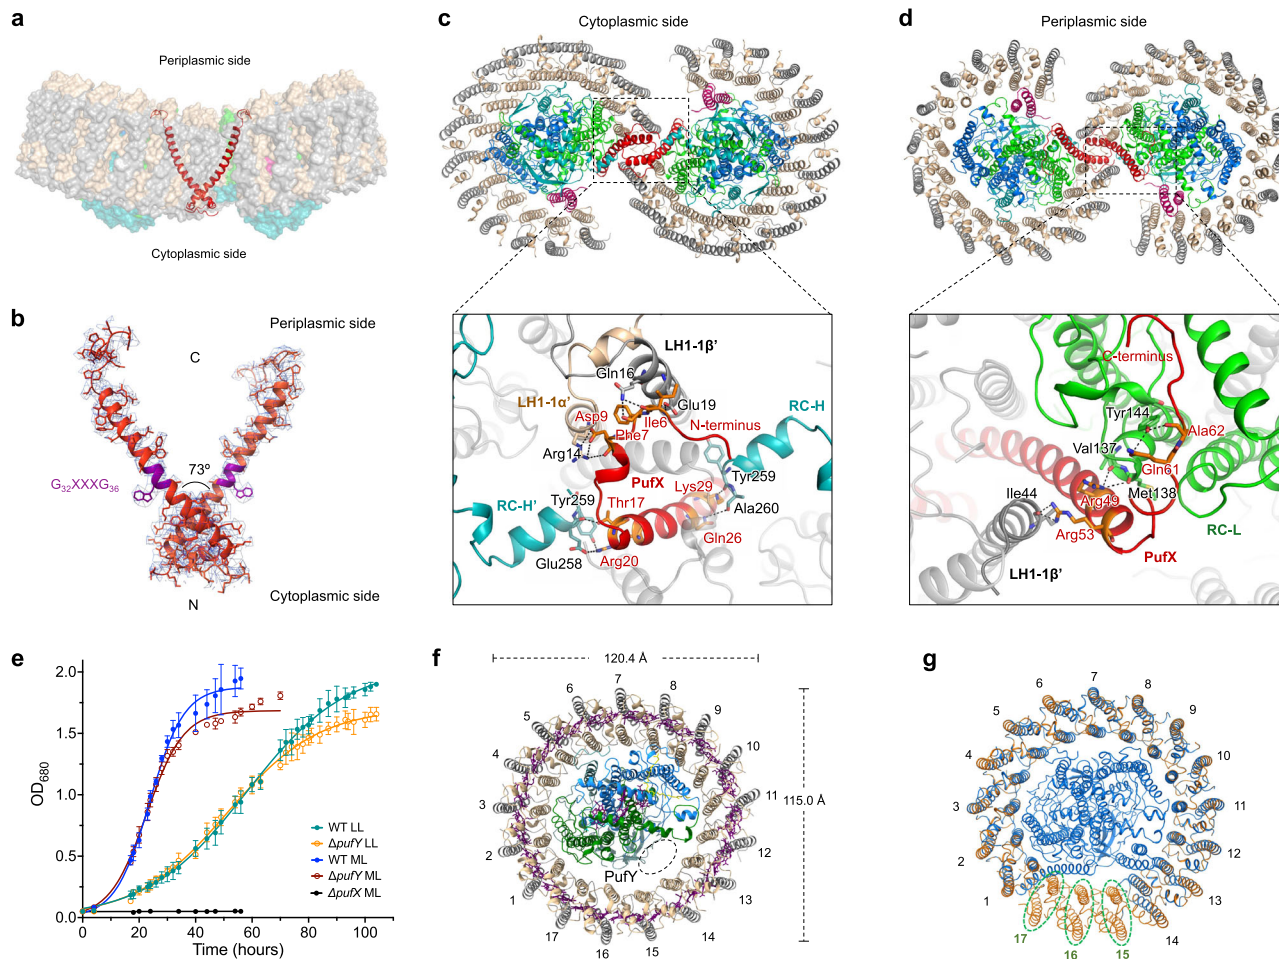 a
Periplasmic side
Cytoplasmic side
b
Periplasmic side
C
73°
G32XXXG36
N
Cytoplasmic side
c
Cytoplasmic side
LH1-1β’
Gln16
LH1-1α’
Glu19
Asp9
Ile6
N-terminus
RC-H
Phe7
Arg14
PufX
Tyr259
Lys29
Thr17
Tyr259
RC-H’
Ala260
Gln26
Arg20
Glu258
d
Periplasmic side
C-terminus
Tyr144
Ala62
Val137
Gln61
Ile44
Met138
Arg49
Arg53
RC-L
PufX
LH1-1β’
e
OD680
2.0
1.5
1.0
0.5
0.0
0
20
40
60
80
100
Time (hours)
WT LL
ΔpufY LL
WT ML
ΔpufY ML
ΔpufX ML
f
120.4 Å
115.0 Å
1
2
3
4
5
6
7
8
9
10
11
12
13
14
15
16
17
PufY
g
1
2
3
4
5
6
7
8
9
10
11
12
13
14
15
16
17